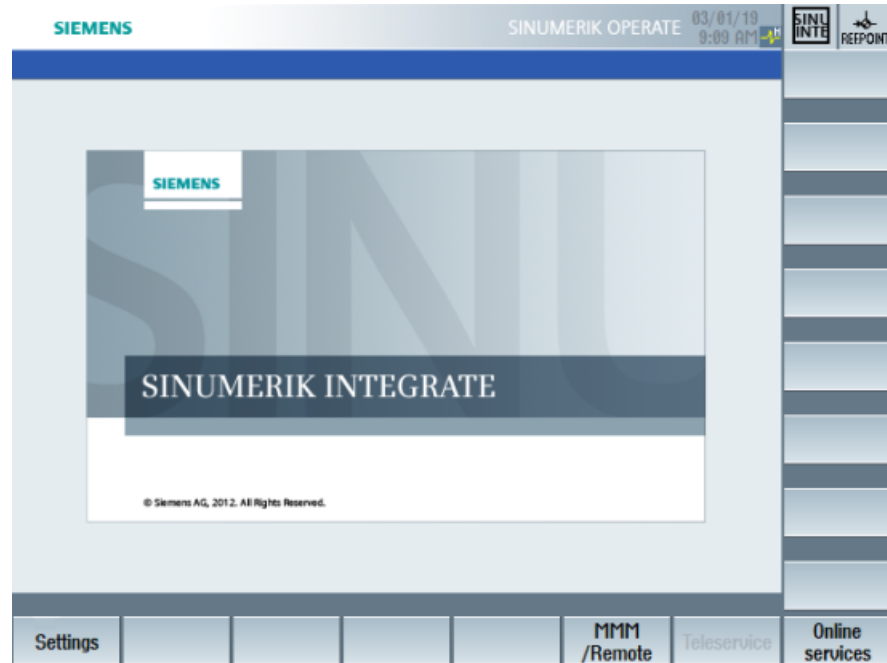 SIEMENS
SINUMERIK OPERATE
03/01/19
9:09 AM
SINU
INTE
REFPOINT
SIEMENS
SINUMERIK INTEGRATE
© Siemens AG, 2012. All Rights Reserved.
Settings
MMM
/Remote
Teleservice
Online
services